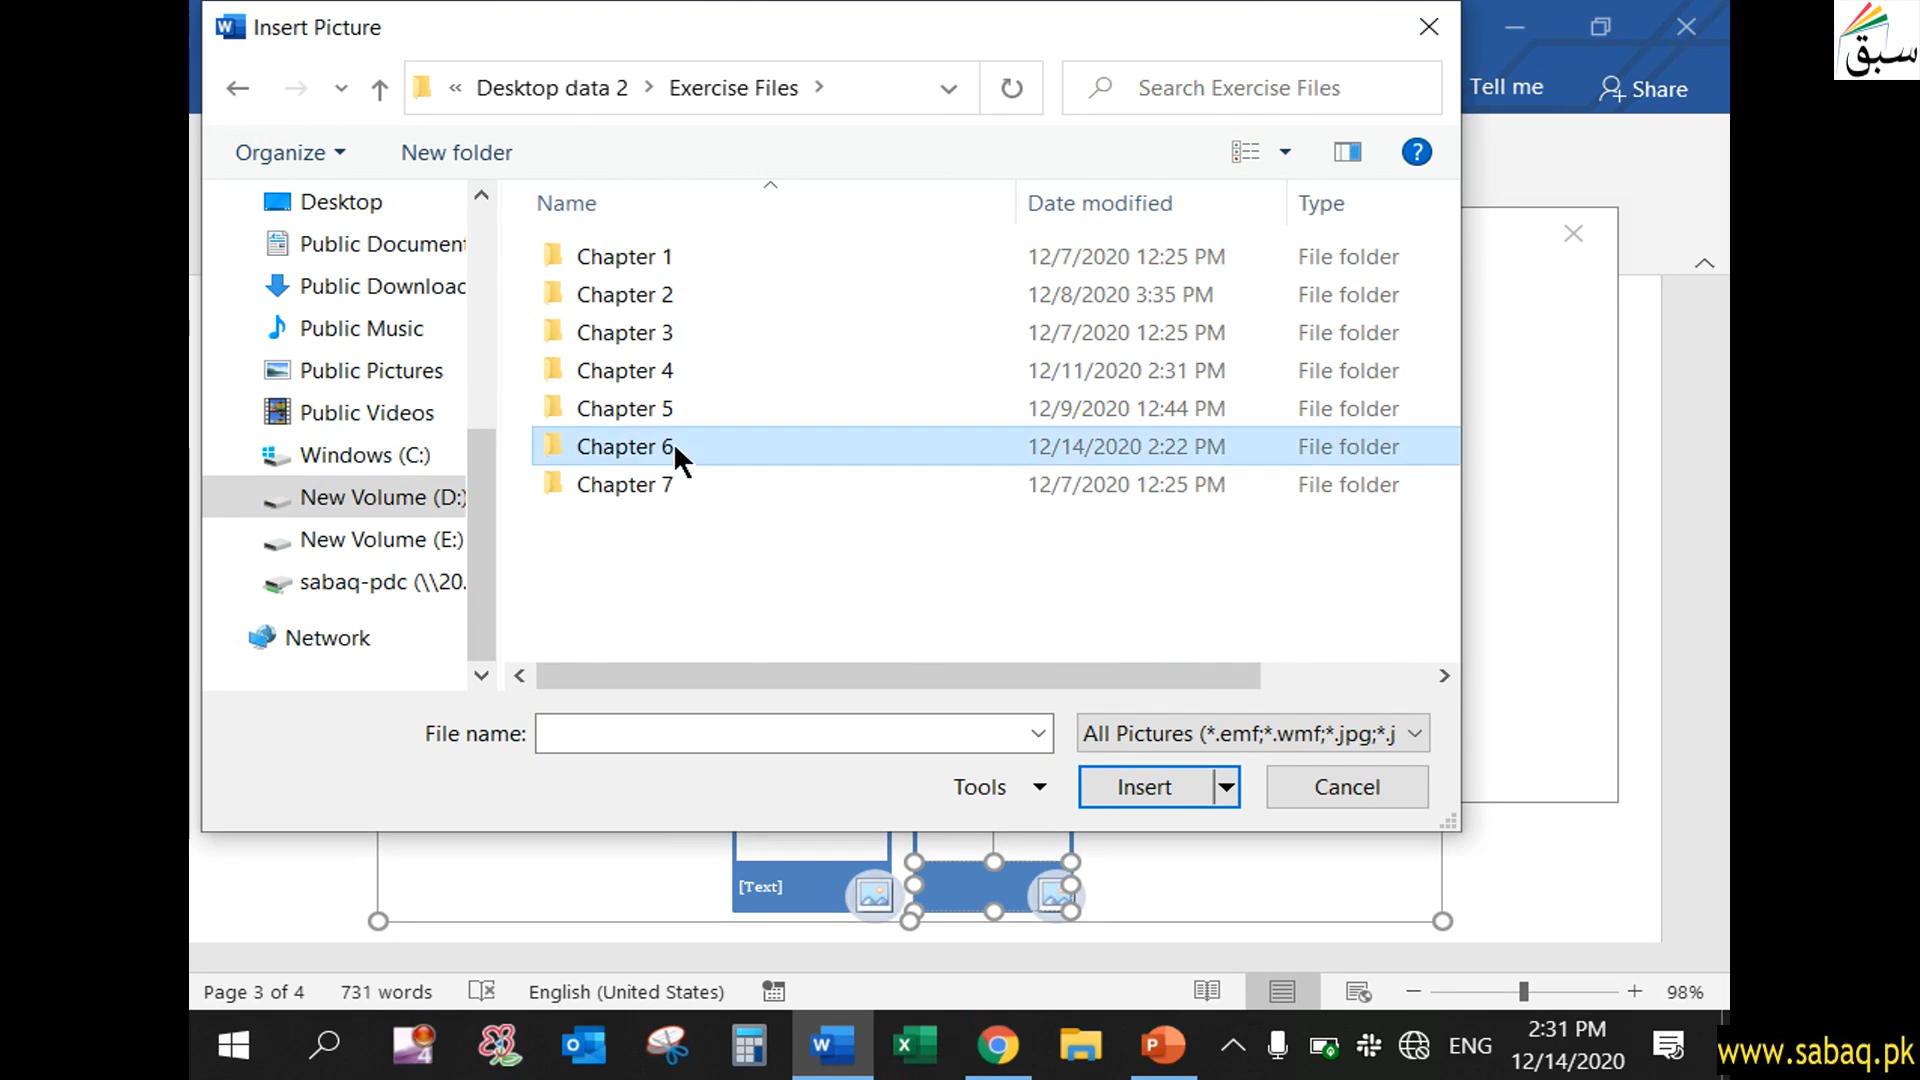 Insert Picture
سبق
« Desktop data 2 > Exercise Files >
Search Exercise Files
Tell me
Share
Organize
New folder
Name
Date modified
Type
Desktop
Public Document
Public Downloac
Public Music
Public Pictures
Public Videos
Windows (C:)
New Volume (D:)
New Volume (E:)
sabaq-pdc (\\20.
Network
Chapter 1 12/7/2020 12:25 PM File folder
Chapter 2 12/8/2020 3:35 PM File folder
Chapter 3 12/7/2020 12:25 PM File folder
Chapter 4 12/11/2020 2:31 PM File folder
Chapter 5 12/9/2020 12:44 PM File folder
Chapter 6 12/14/2020 2:22 PM File folder
Chapter 7 12/7/2020 12:25 PM File folder
File name:
All Pictures (*.emf;*.wmf;*.jpg;*.j
Tools
Insert
Cancel
[Text]
Page 3 of 4
731 words
English (United States)
98%
ENG
2:31 PM
12/14/2020
www.sabaq.pk